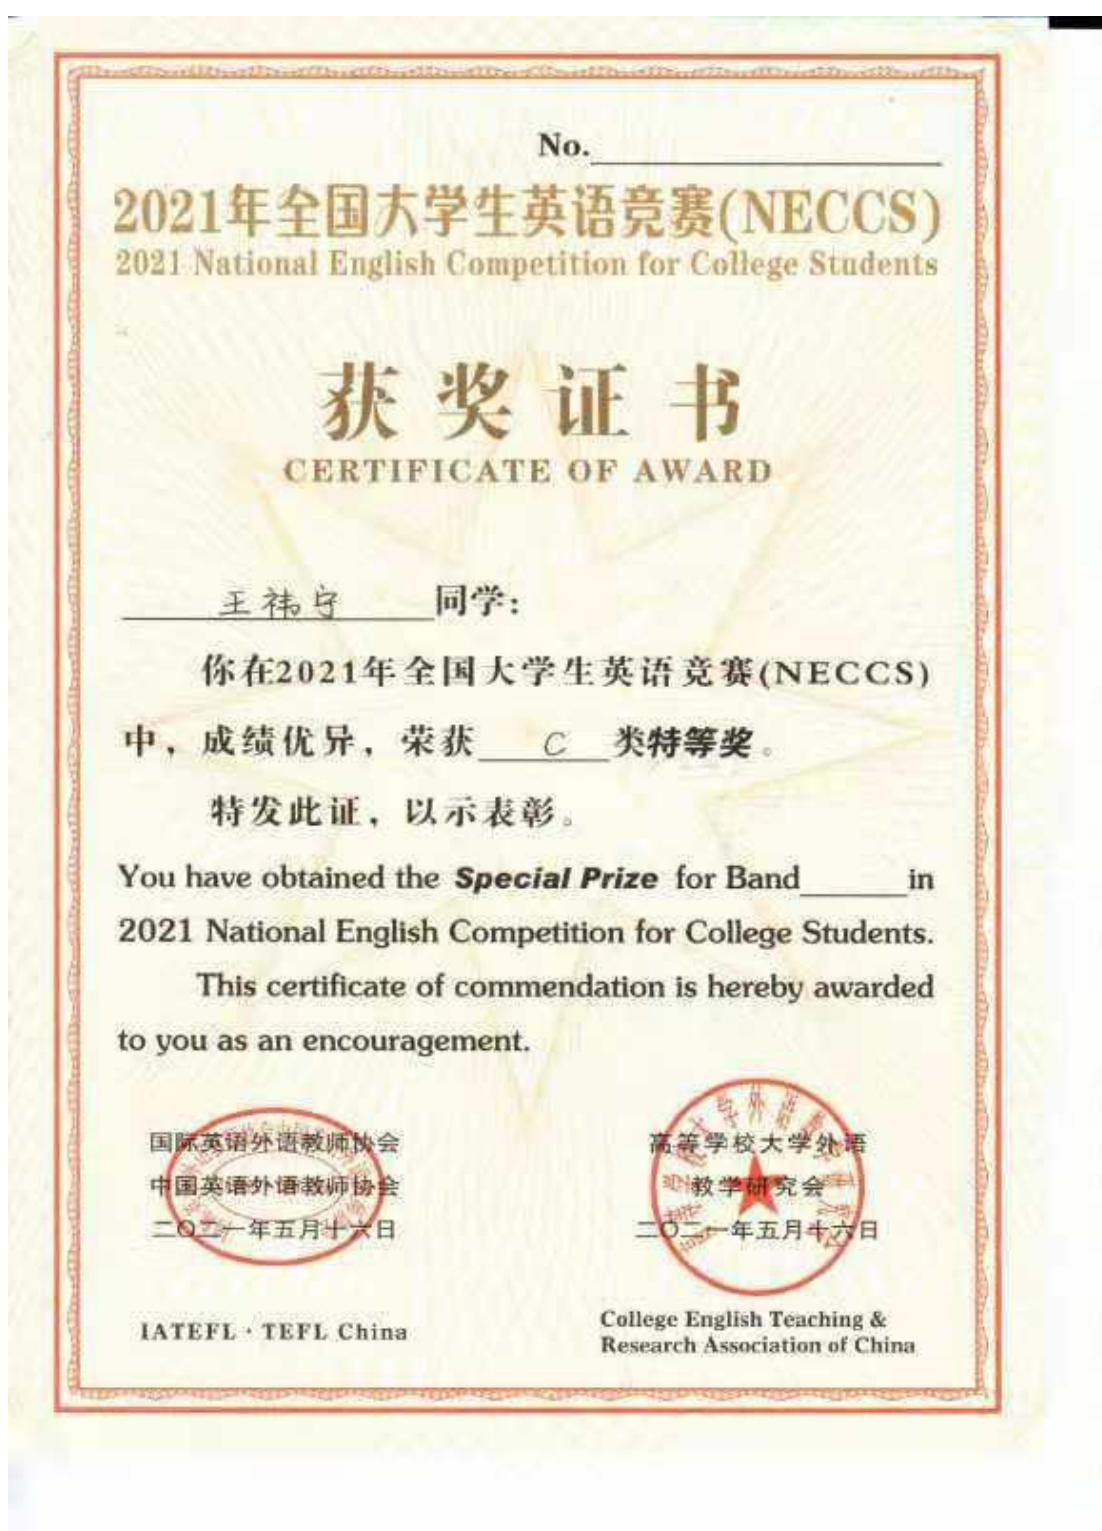 No.
2021年全国大学生英语竞赛(NECCS)
2021 National English Competition for College Students
获奖证书
CERTIFICATE OF AWARD
王祎宁 同学：
你在2021年全国大学生英语竞赛(NECCS)
中，成绩优异，荣获 C 类特等奖。
特发此证，以示表彰。
You have obtained the Special Prize for Band in
2021 National English Competition for College Students.
This certificate of commendation is hereby awarded
to you as an encouragement.
国际英语外语教师协会
中国英语外语教师协会
二〇二一年五月十六日
高等学校大学外语
教学研究会
二〇二一年五月十六日
IATEFL · TEFL China
College English Teaching &
Research Association of China